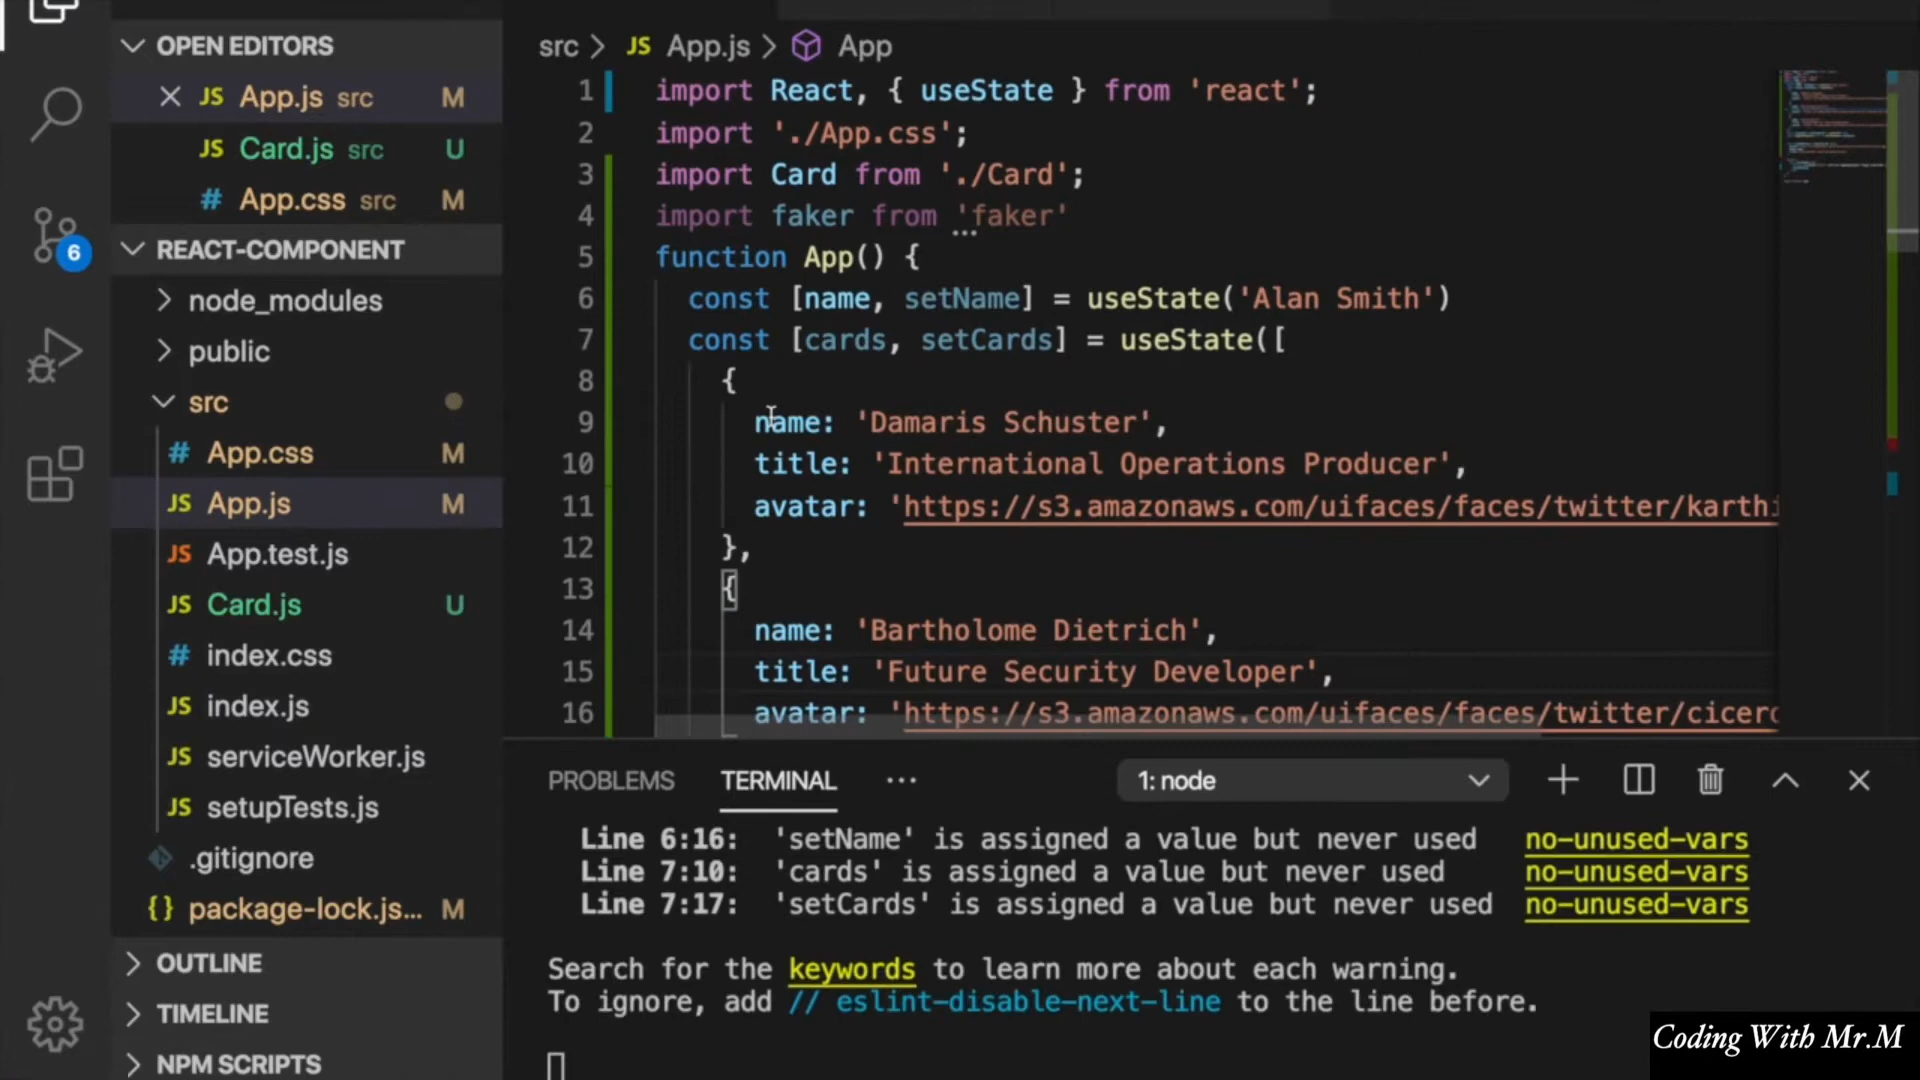 OPEN EDITORS
App.js src M
Card.js src U
App.css src M
REACT-COMPONENT
node_modules
public
src
App.css M
App.js M
App.test.js
Card.js U
index.css
index.js
serviceWorker.js
setupTests.js
.gitignore
package-lock.js... M
OUTLINE
TIMELINE
NPM SCRIPTS
6
src > JS App.js > App
1 import React, { useState } from 'react';
2 import './App.css';
3 import Card from './Card';
4 import faker from 'faker'
5 function App() {
6 const [name, setName] = useState('Alan Smith')
7 const [cards, setCards] = useState([
8 {
9 name: 'Damaris Schuster',
10 title: 'International Operations Producer',
11 avatar: 'https://s3.amazonaws.com/uifaces/faces/twitter/karthi
12 },
13 {
14 name: 'Bartholome Dietrich',
15 title: 'Future Security Developer',
16 avatar: 'https://s3.amazonaws.com/uifaces/faces/twitter/cicero
PROBLEMS TERMINAL ... 1: node
Line 6:16: 'setName' is assigned a value but never used no-unused-vars
Line 7:10: 'cards' is assigned a value but never used no-unused-vars
Line 7:17: 'setCards' is assigned a value but never used no-unused-vars
Search for the keywords to learn more about each warning.
To ignore, add // eslint-disable-next-line to the line before.
Coding With Mr.M